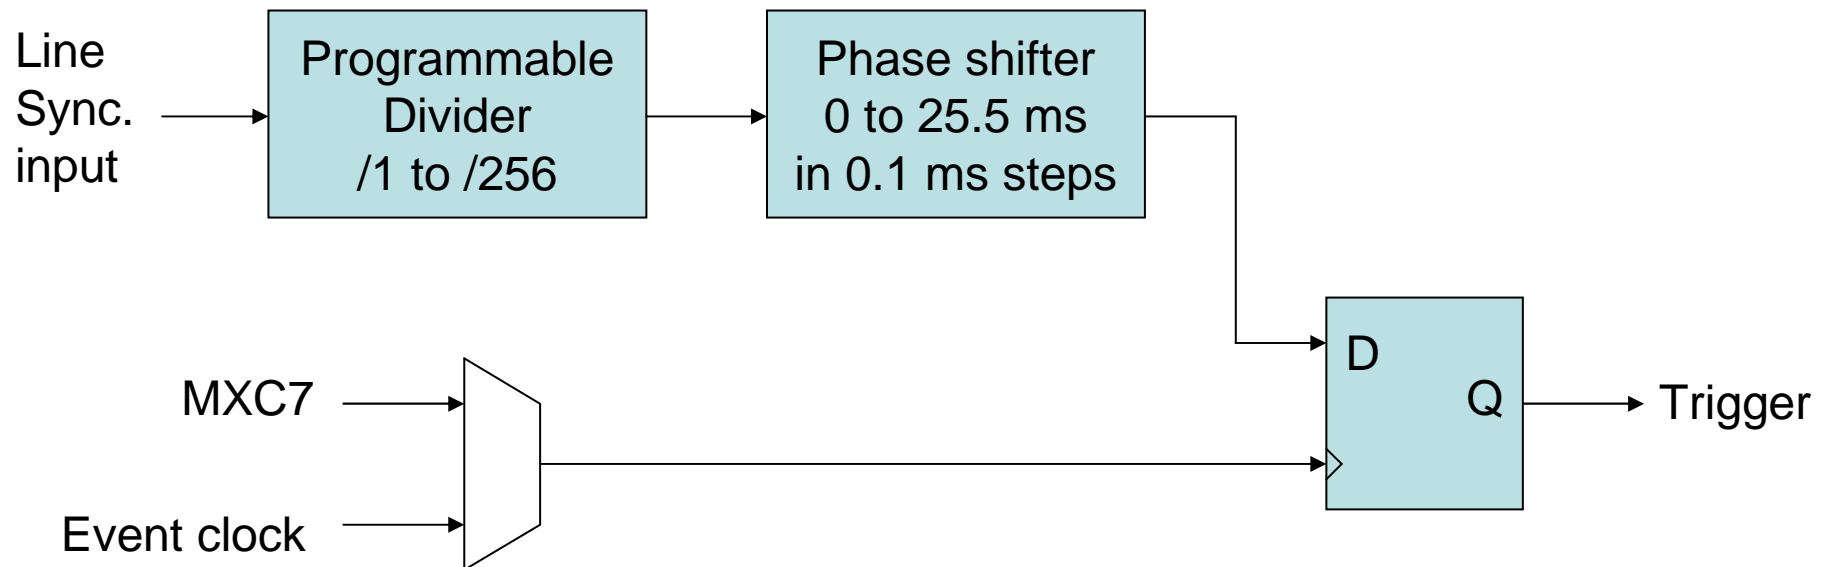 Line
Sync.
input
Programmable
Divider
/1 to /256
Phase shifter
0 to 25.5 ms
in 0.1 ms steps
MXC7
Event clock
D
Q
Trigger